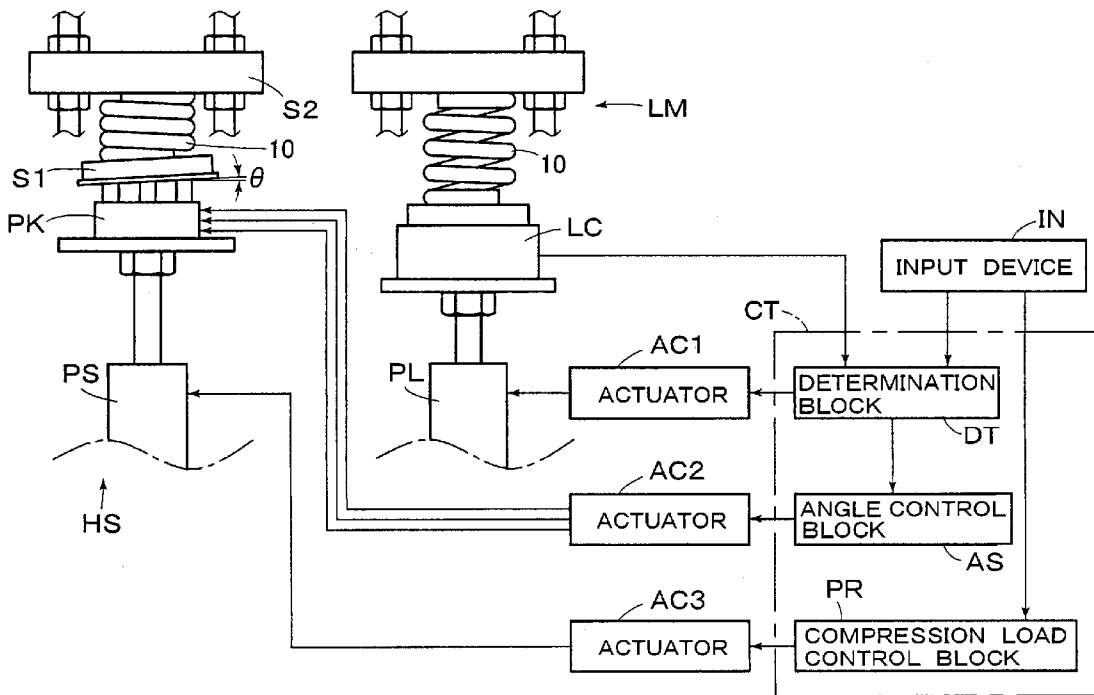 S2
LM
10
10
S1
θ
PK
LC
IN
INPUT DEVICE
CT
AC1
PS
PL
ACTUATOR
DETERMINATION
BLOCK
DT
AC2
HS
ACTUATOR
ANGLE CONTROL
BLOCK
AS
PR
AC3
ACTUATOR
COMPRESSION LOAD
CONTROL BLOCK